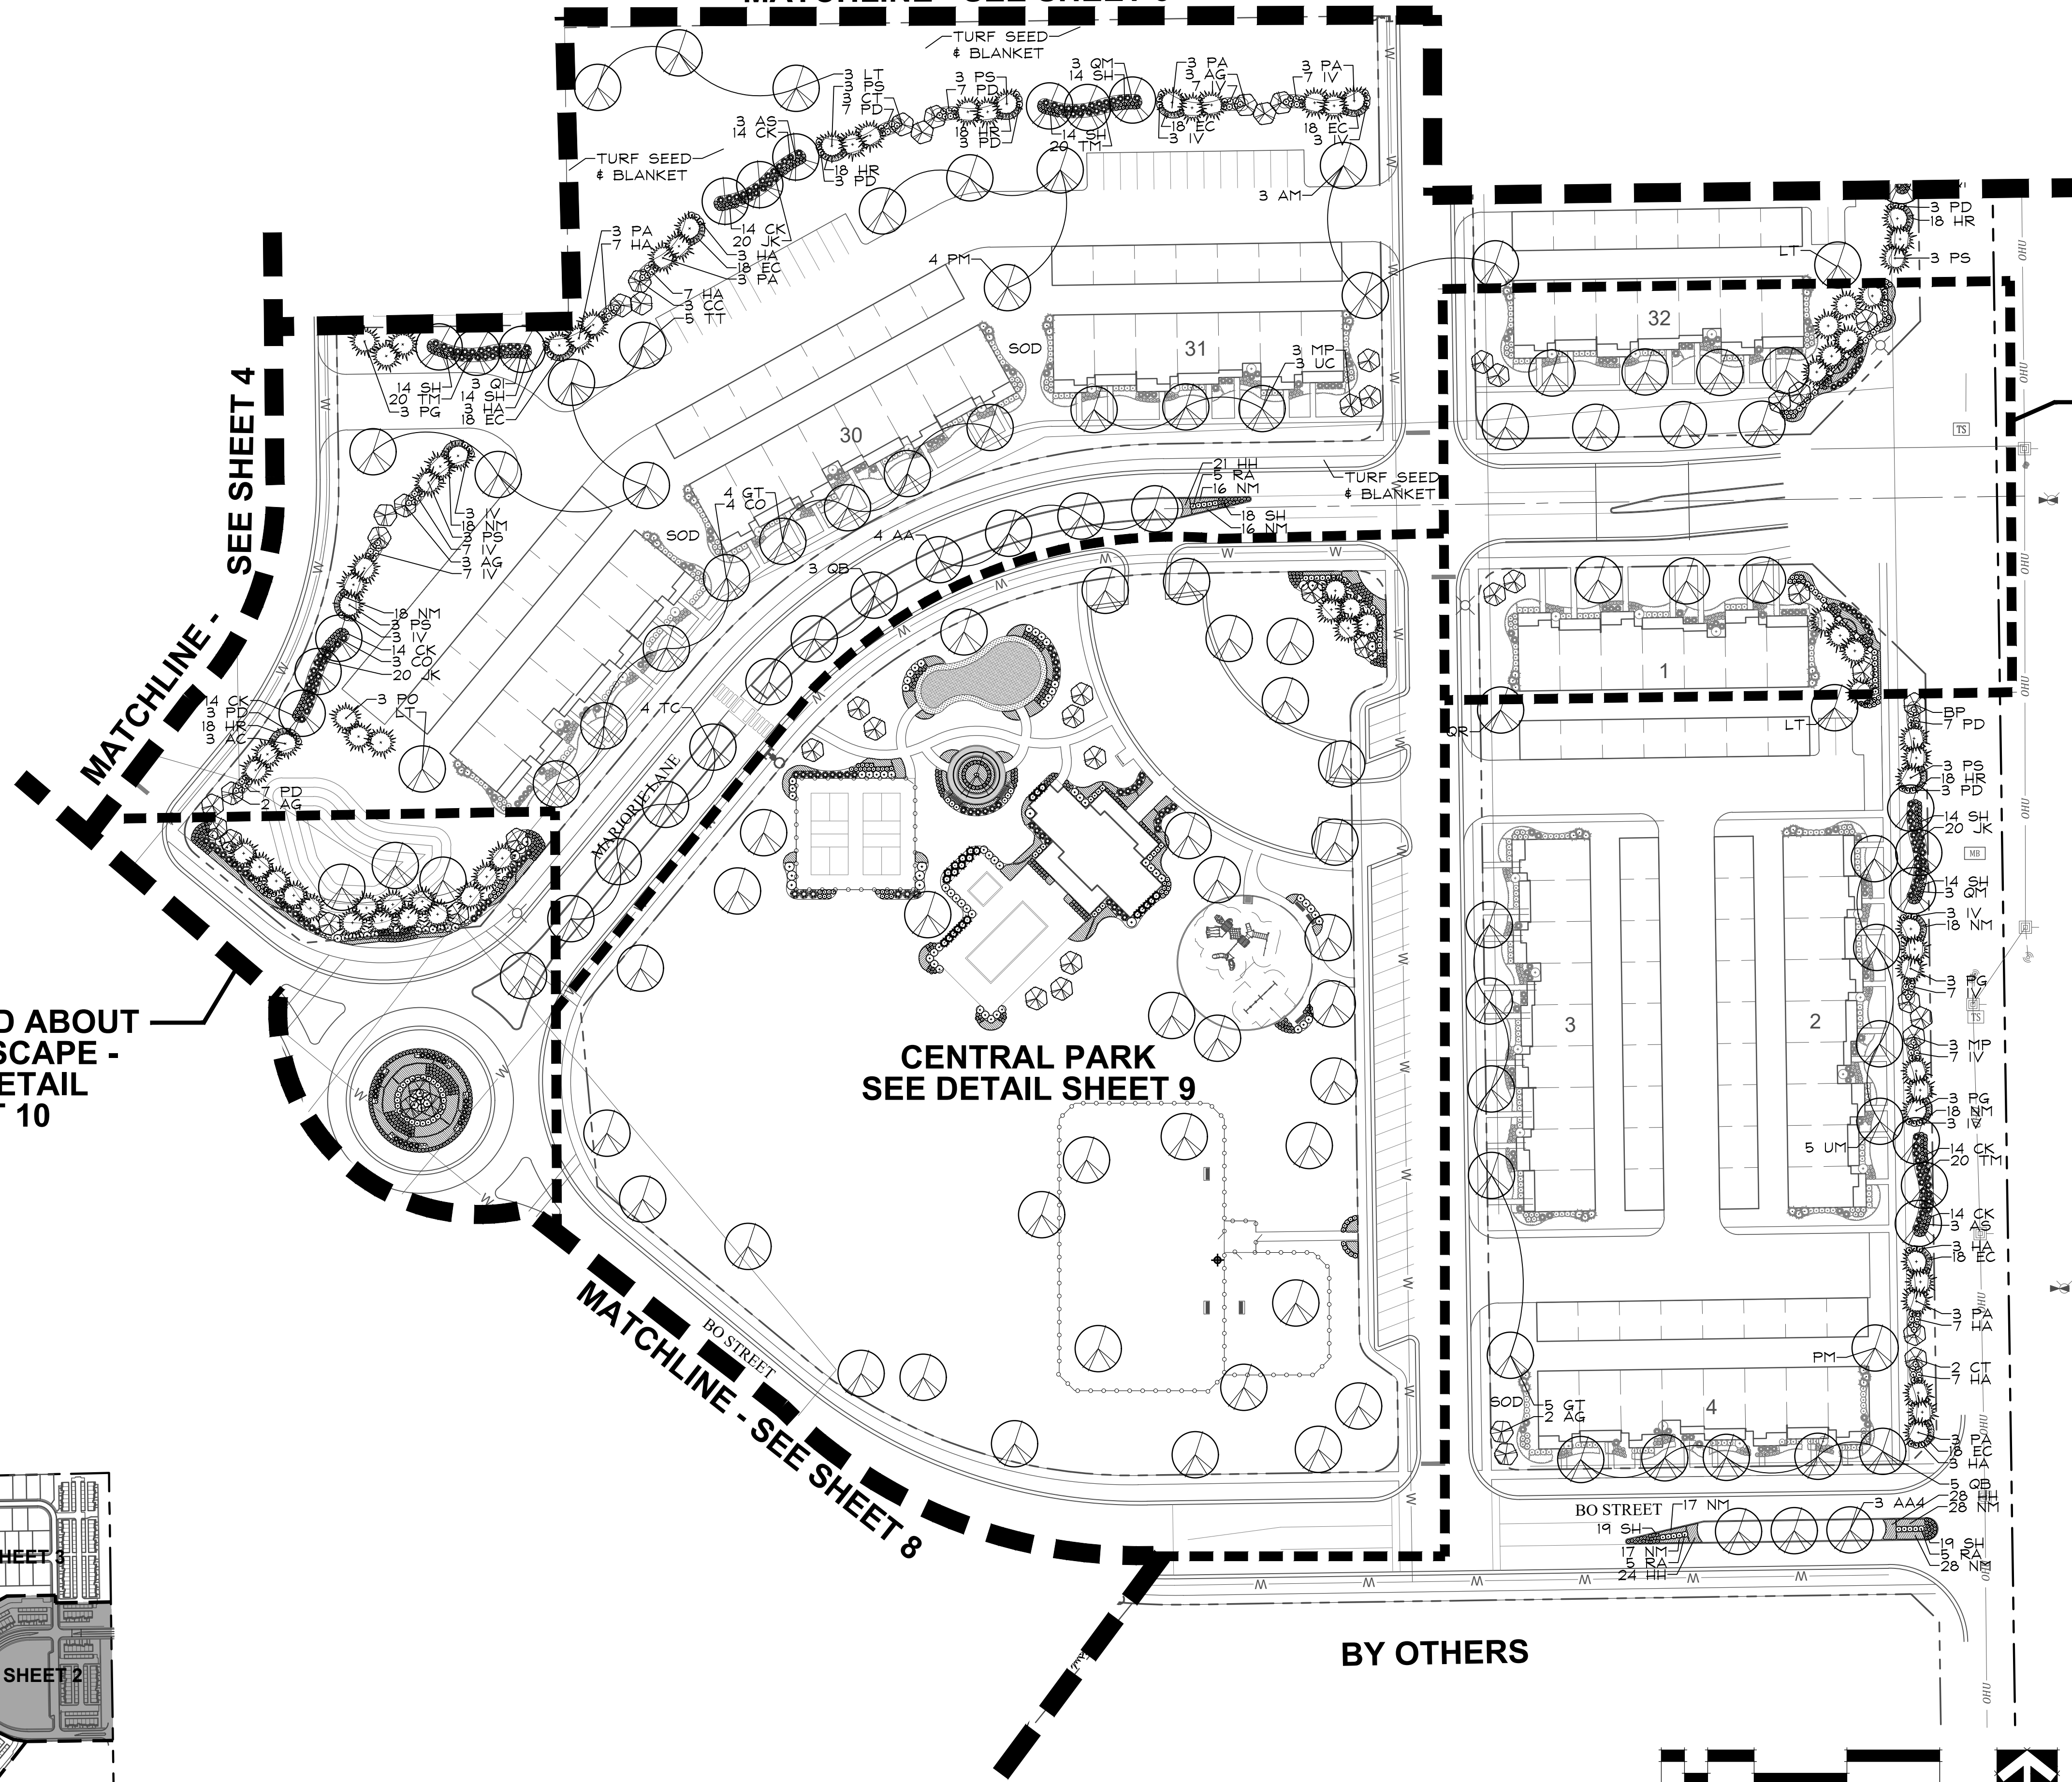 TURF SEED
& BLANKET
3 LT
3 PS
3 CT
7 PD
3 PS
7 PD
3 QM
14 SH
3 PA
3 AG
7 IV
3 PA
7 IV
3 AS
14 CK
18 HR
3 PD
14 SH
20 TM
18 EC
3 IV
18 EC
3 IV
TURF SEED
& BLANKET
18 HR
3 PD
3 AM
14 CK
20 JK
3 HA
18 EC
3 PA
3 PA
7 HA
7 HA
3 CC
5 TT
4 PM
LT
3 PD
18 HR
3 PS
OHU
SEE SHEET 4
MATCHLINE -
14 SH
20 TM
3 PG
3 QI
14 SH
3 HA
18 EC
SOD
31
3 MP
3 UC
32
30
TS
3 IV
18 NM
3 PS
7 IV
3 AG
7 IV
4 GT
4 CO
SOD
21 HH
5 RA
16 NM
TURF SEED
& BLANKET
18 SH
16 NM
4 AA
3 QB
18 NM
3 PS
3 IV
14 CK
3 CO
20 JK
1
14 CK
3 PD
18 HR
3 AC
3 PO
LT
4 TC
QR
LT
BP
7 PD
7 PD
2 AG
MARJORIE LANE
3 PS
18 HR
3 PD
14 SH
20 JK
MB
14 SH
3 QM
3 IV
18 NM
3 PG
7 IV
TS
3
2
3 MP
7 IV
D ABOUT
SCAPE -
ETAIL
T 10
CENTRAL PARK
SEE DETAIL SHEET 9
3 PG
18 NM
3 IV
5 UM
14 CK
20 TM
14 CK
3 AS
3 HA
18 EC
3 PA
7 HA
PM
2 CT
7 HA
SOD
5 GT
2 AG
4
3 PA
18 EC
3 HA
5 QB
28 HH
28 NM
BO STREET
MATCHLINE - SEE SHEET 8
BO STREET
17 NM
3 AA4
19 SH
17 NM
5 RA
24 HH
19 SH
5 RA
28 NM
SHEET 2
BY OTHERS